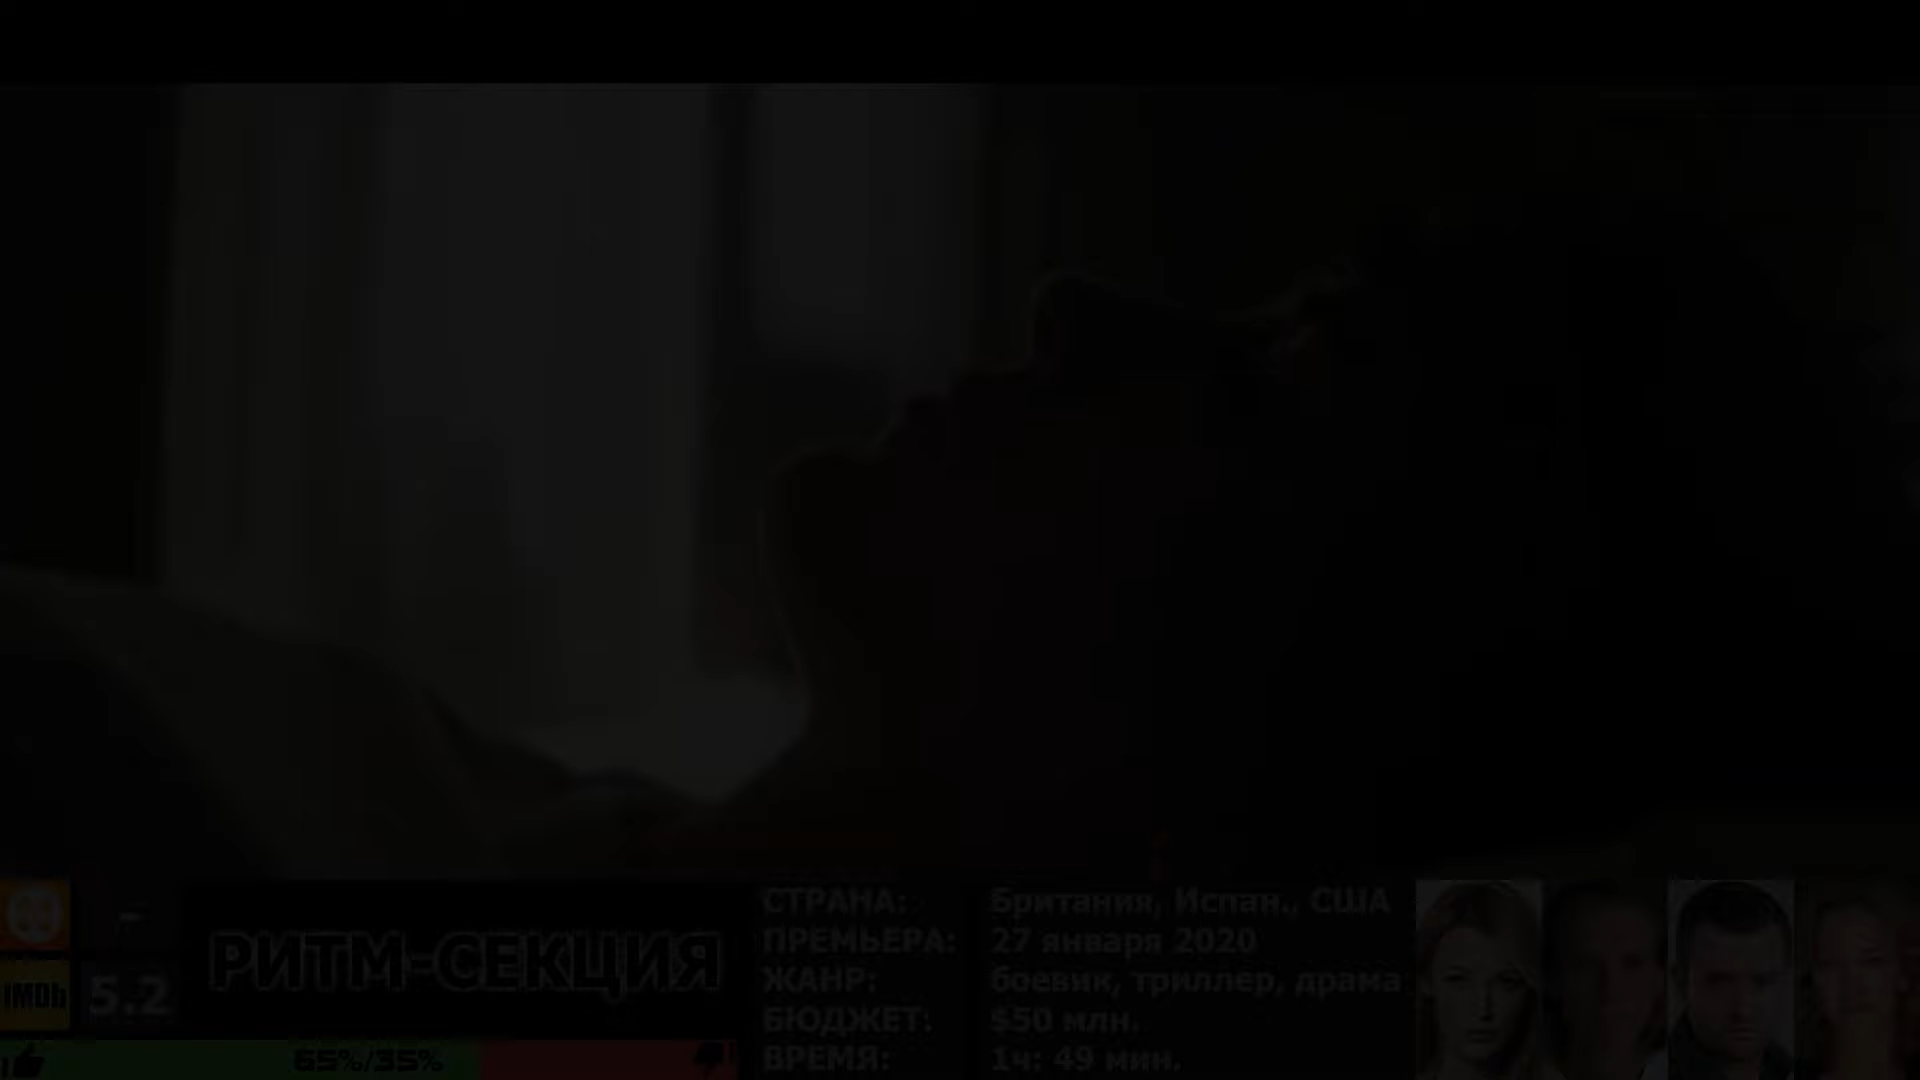 –
IMDb
5.2
РИТМ-СЕКЦИЯ
65%/35%
СТРАНА: Британия, Испан., США
ПРЕМЬЕРА: 27 января 2020
ЖАНР: боевик, триллер, драма
БЮДЖЕТ: $50 млн.
ВРЕМЯ: 1ч: 49 мин.